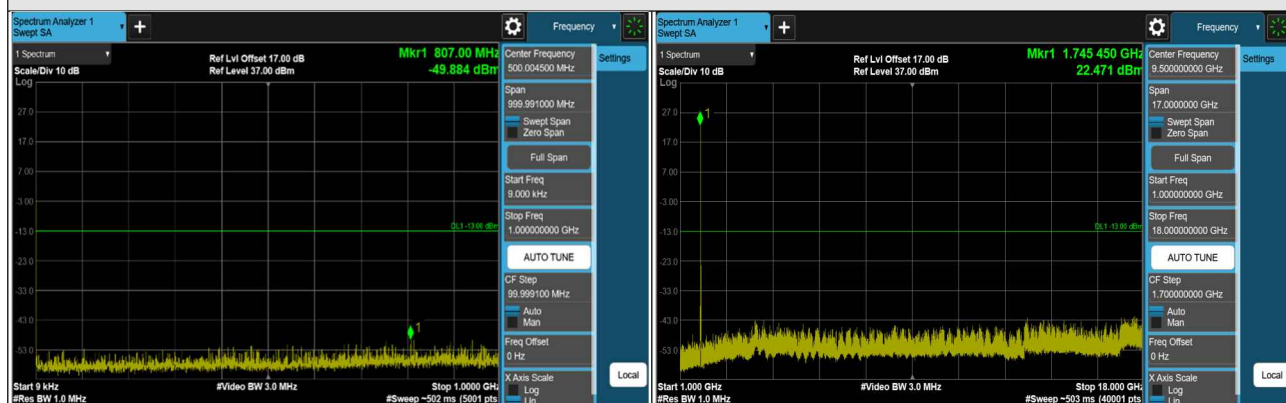 Spectrum Analyzer 1
Swept SA
+
Frequency
1 Spectrum
Scale/Div 10 dB
Log
Ref Lvl Offset 17.00 dB
Ref Level 37.00 dBm
Mkr1 807.00 MHz
-49.884 dBm
27.0
17.0
7.00
-3.00
-13.0
-23.0
-33.0
-43.0
-53.0
DL1 -13.00 dBm
1
Start 9 kHz
#Res BW 1.0 MHz
#Video BW 3.0 MHz
Stop 1.0000 GHz
#Sweep ~502 ms (5001 pts)
Center Frequency
500.004500 MHz
Span
999.991000 MHz
Swept Span
Zero Span
Full Span
Start Freq
9.000 kHz
Stop Freq
1.000000000 GHz
AUTO TUNE
CF Step
99.999100 MHz
Auto
Man
Freq Offset
0 Hz
X Axis Scale
Log
Lin
Settings
Local
Spectrum Analyzer 1
Swept SA
+
Frequency
1 Spectrum
Scale/Div 10 dB
Log
Ref Lvl Offset 17.00 dB
Ref Level 37.00 dBm
Mkr1 1.745 450 GHz
22.471 dBm
27.0
17.0
7.00
-3.00
-13.0
-23.0
-33.0
-43.0
-53.0
DL1 -13.00 dBm
1
Start 1.000 GHz
#Res BW 1.0 MHz
#Video BW 3.0 MHz
Stop 18.000 GHz
#Sweep ~503 ms (40001 pts)
Center Frequency
9.500000000 GHz
Span
17.0000000 GHz
Swept Span
Zero Span
Full Span
Start Freq
1.000000000 GHz
Stop Freq
18.000000000 GHz
AUTO TUNE
CF Step
1.700000000 GHz
Auto
Man
Freq Offset
0 Hz
X Axis Scale
Log
Lin
Settings
Local